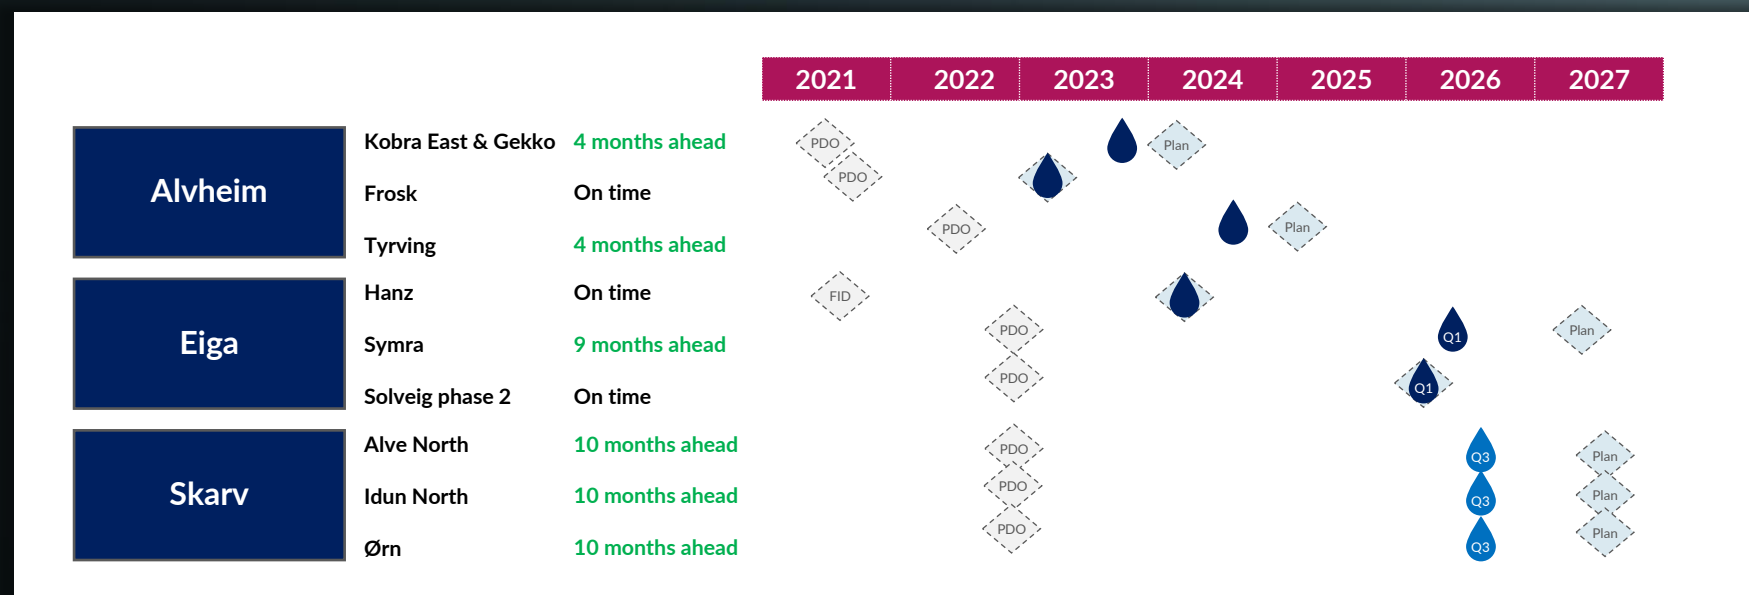 2021 2022 2023 2024 2025 2026 2027
Alvheim
Kobra East & Gekko 4 months ahead PDO Plan
Frosk On time PDO
Tyrving 4 months ahead PDO Plan
Eiga
Hanz On time FID
Symra 9 months ahead PDO Q1 Plan
Solveig phase 2 On time PDO Q1
Skarv
Alve North 10 months ahead PDO Q3 Plan
Idun North 10 months ahead PDO Q3 Plan
Ørn 10 months ahead PDO Q3 Plan